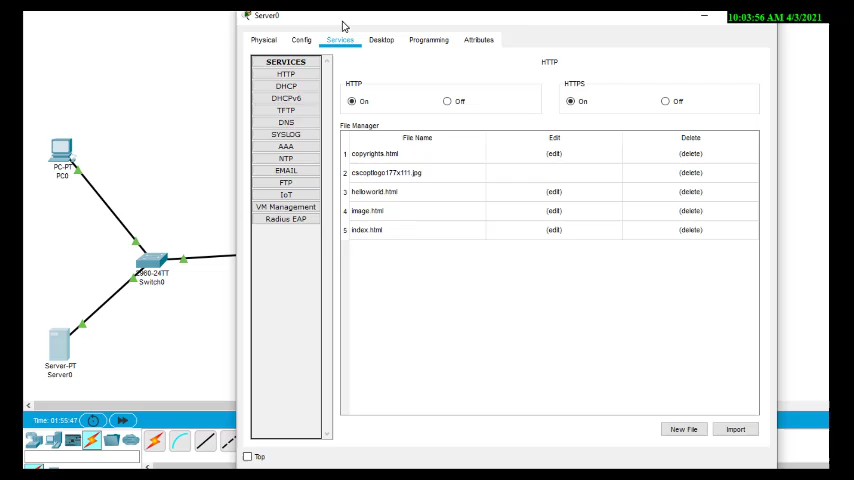 Server0
10:03:56 AM 4/3/2021
Physical Config Services Desktop Programming Attributes
SERVICES
HTTP
DHCP
DHCPv6
TFTP
DNS
SYSLOG
AAA
NTP
EMAIL
FTP
IoT
VM Management
Radius EAP
HTTP
HTTP HTTPS
On Off On Off
File Manager
File Name Edit Delete
1 copyrights.html (edit) (delete)
2 cscoptlogo177x111.jpg (delete)
3 helloworld.html (edit) (delete)
4 image.html (edit) (delete)
5 index.html (edit) (delete)
New File Import
Top
PC-PT
PC0
2960-24TT
Switch0
Server-PT
Server0
Time: 01:55:47